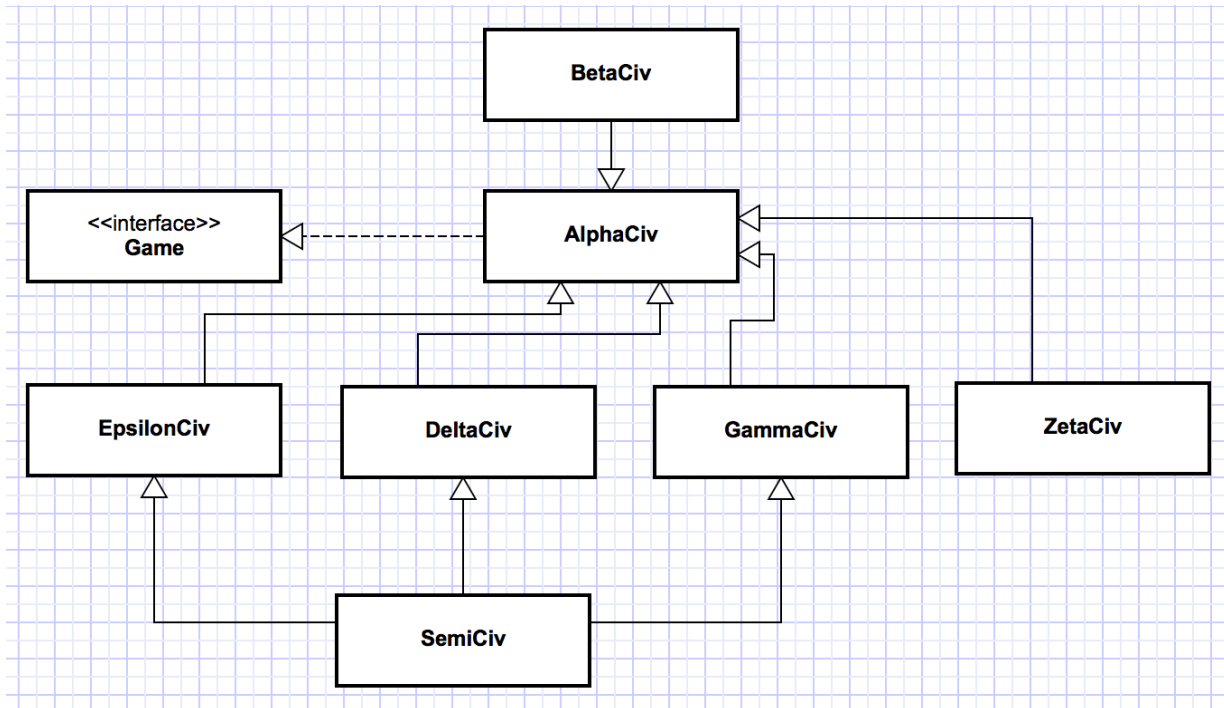 BetaCiv
<<interface>>
Game
AlphaCiv
EpsilonCiv
DeltaCiv
GammaCiv
ZetaCiv
SemiCiv